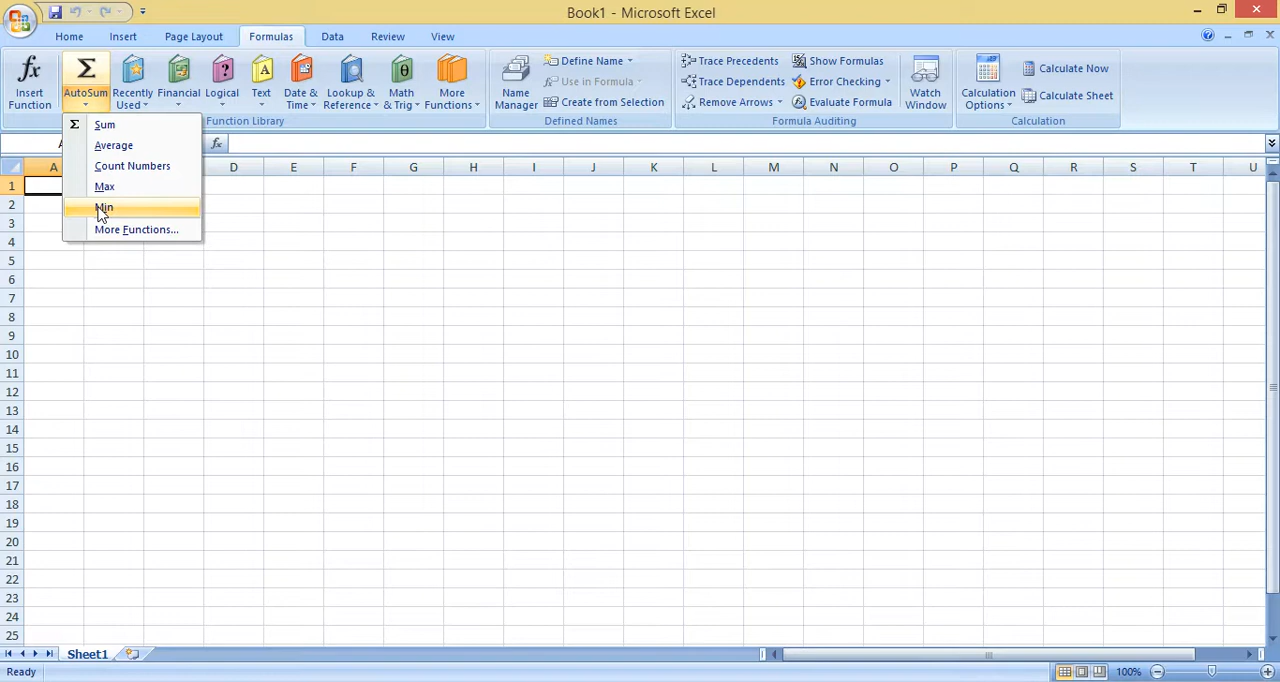 Book1 - Microsoft Excel
Home Insert Page Layout Formulas Data Review View
fx Insert Function
Σ AutoSum
Recently Used
Financial
Logical
A Text
Date & Time
Lookup & Reference
θ Math & Trig
More Functions
Function Library
Name Manager
Define Name
Use in Formula
Create from Selection
Defined Names
Trace Precedents
Trace Dependents
Remove Arrows
Show Formulas
Error Checking
Evaluate Formula
Formula Auditing
Watch Window
Calculation Options
Calculate Now
Calculate Sheet
Calculation
Σ Sum
Average
Count Numbers
Max
Min
More Functions...
fx
A D E F G H I J K L M N O P Q R S T U
1
2
3
4
5
6
7
8
9
10
11
12
13
14
15
16
17
18
19
20
21
22
23
24
25
Sheet1
Ready 100%